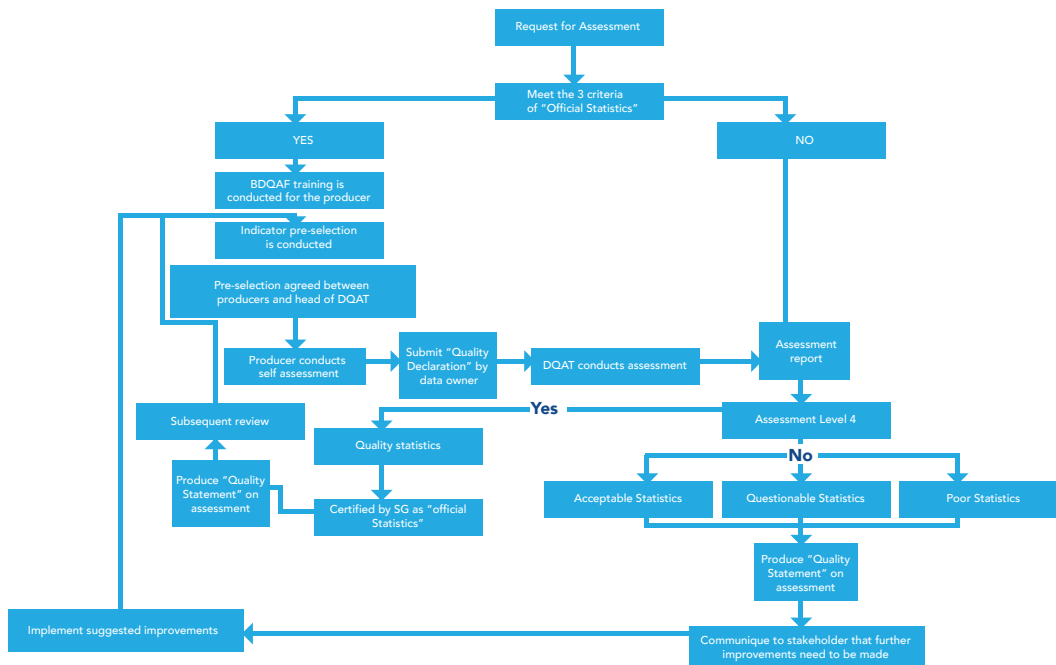 Request for Assessment
Meet the 3 criteria
of “Official Statistics”
YES
NO
BDQAF training is
conducted for the producer
Indicator pre-selection
is conducted
Pre-selection agreed between
producers and head of DQAT
Producer conducts
self assessment
Submit “Quality
Declaration” by
data owner
DQAT conducts assessment
Assessment
report
Yes
Assessment Level 4
Subsequent review
Quality statistics
No
Produce “Quality
Statement” on
assessment
Certified by SG as “official
Statistics”
Acceptable Statistics
Questionable Statistics
Poor Statistics
Produce “Quality
Statement” on
assessment
Implement suggested improvements
Communique to stakeholder that further
improvements need to be made